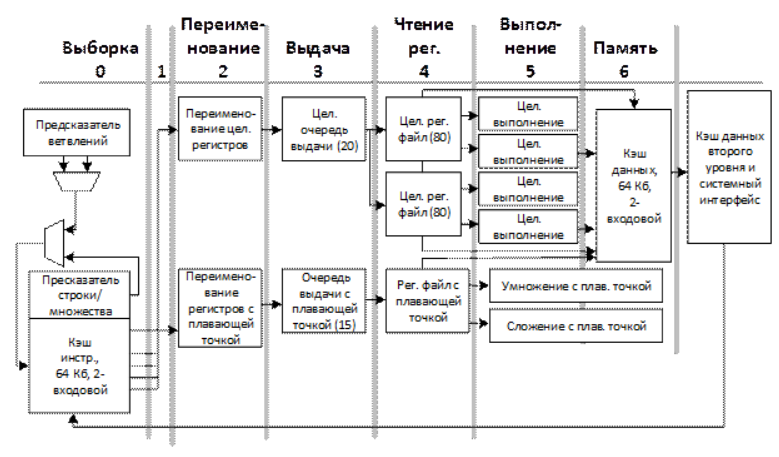 Выборка
0
1
Переиме-
нование
2
Выдача
3
Чтение
рег.
4
Выпол-
нение
5
Память
6
Предсказатель
ветвлений
Пресказатель
строки/
множества
Кэш
инстр.,
64 Кб, 2-
входовой
Переимено-
вание цел.
регистров
Переимено-
вание
регистров с
плавающей
точкой
Цел.
очередь
выдачи (20)
Очередь
выдачи с
плавающей
точкой (15)
Цел. рег.
файл (80)
Цел. рег.
файл (80)
Рег. файл с
плавающей
точкой
Цел.
выполнение
Цел.
выполнение
Цел.
выполнение
Цел.
выполнение
Умножение с плав. точкой
Сложение с плав. точкой
Кэш
данных,
64 Кб,
2-
входовой
Кэш данных
второго
уровня и
системный
интерфейс